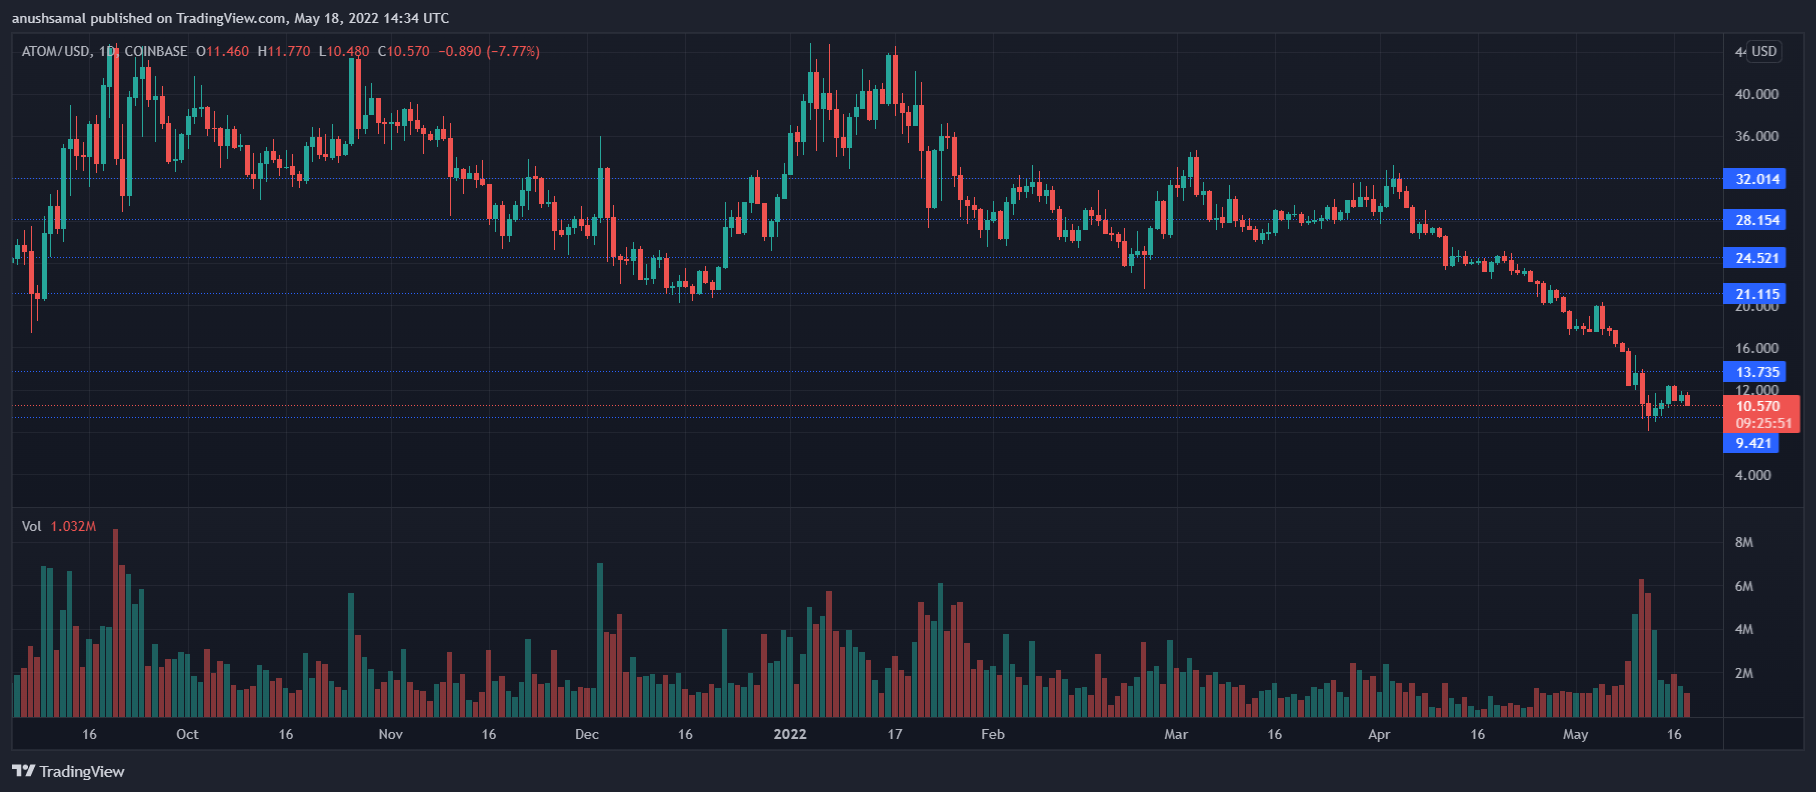 anushsamal published on TradingView.com, May 18, 2022 14:34 UTC
ATOM/USD, 1D, COINBASE O11.460 H11.770 L10.480 C10.570 −0.890 (−7.77%)
USD
40.000
36.000
32.014
28.154
24.521
21.115
20.000
16.000
13.735
12.000
10.570
09:25:51
9.421
4.000
Vol 1.032M
8M
6M
4M
2M
16 Oct 16 Nov 16 Dec 16 2022 17 Feb Mar 16 Apr 16 May 16
TradingView